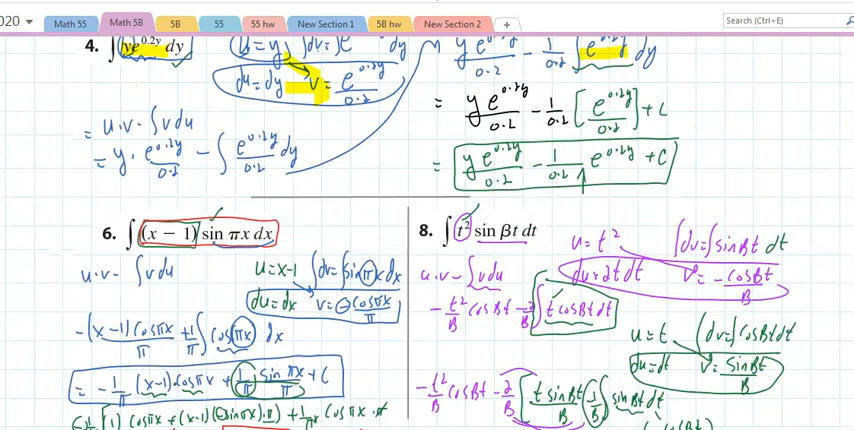 020 Math 55 Math 5B 5B 55 55 hw New Section 1 5B hw New Section 2 + Search (Ctrl+E)
4. ∫ ye^0.2y dy u = y ∫dv = ∫e^0.2y dy
du = dy v = e^0.2y/0.2
y e^0.2y/0.2 - 1/0.2 ∫ e^0.2y dy
= y e^0.2y/0.2 - 1/0.2 [e^0.2y/0.2] + C
= y e^0.2y/0.2 - 1/0.2 e^0.2y + C
= u·v - ∫v du
= y · e^0.2y/0.2 - ∫ e^0.2y/0.2 dy
6. ∫ (x − 1) sin πx dx
u·v - ∫v du
u = x-1 ∫dv = ∫sin πx dx
du = dx v = - cos πx/π
-(x-1) cos πx/π + 1/π ∫ cos πx dx
= -1/π (x-1) cos πx + 1/π² sin πx + C
8. ∫ t² sin βt dt
u = t² ∫dv = ∫sin βt dt
du = 2t dt v = - cos βt/β
u·v - ∫v du
-t²/β cos βt - -2/β ∫ t cos βt dt
u = t ∫dv = ∫cos βt dt
du = dt v = sin βt/β
-t²/β cos βt - 2/β [t sin βt/β - 1/β ∫ sin βt dt